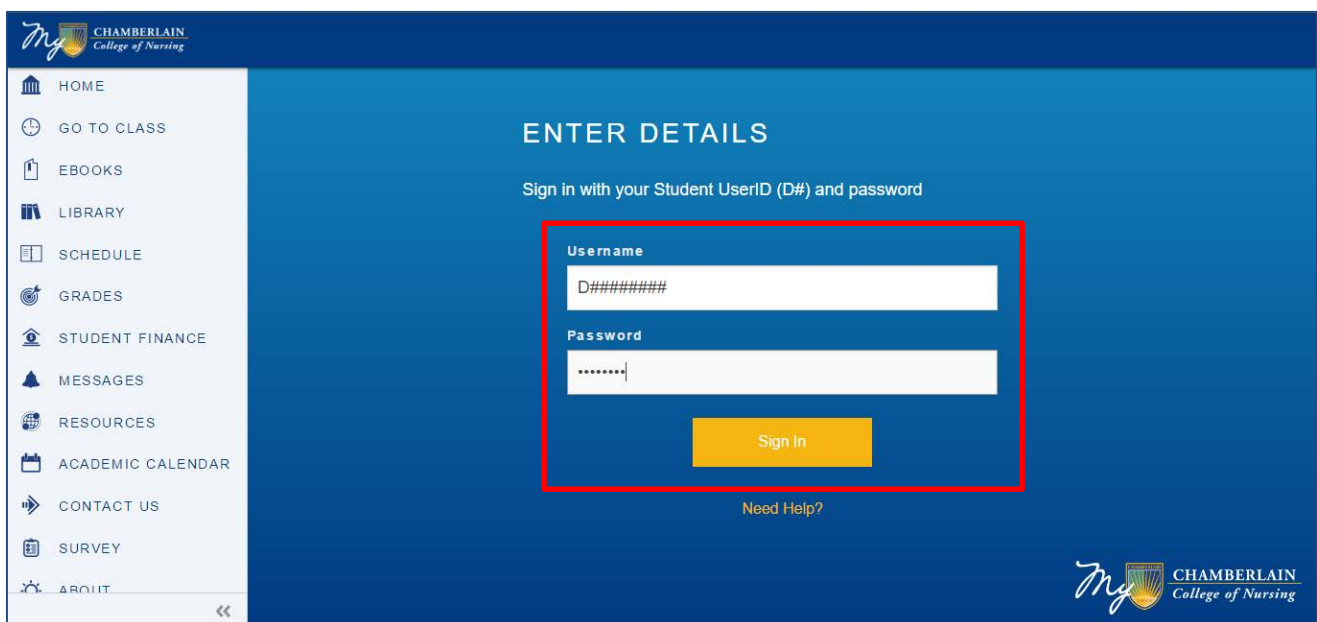 My CHAMBERLAIN
College of Nursing
HOME
GO TO CLASS
EBOOKS
LIBRARY
SCHEDULE
GRADES
STUDENT FINANCE
MESSAGES
RESOURCES
ACADEMIC CALENDAR
CONTACT US
SURVEY
ABOUT
ENTER DETAILS
Sign in with your Student UserID (D#) and password
Username
D########
Password
••••••••
Sign In
Need Help?
My CHAMBERLAIN
College of Nursing